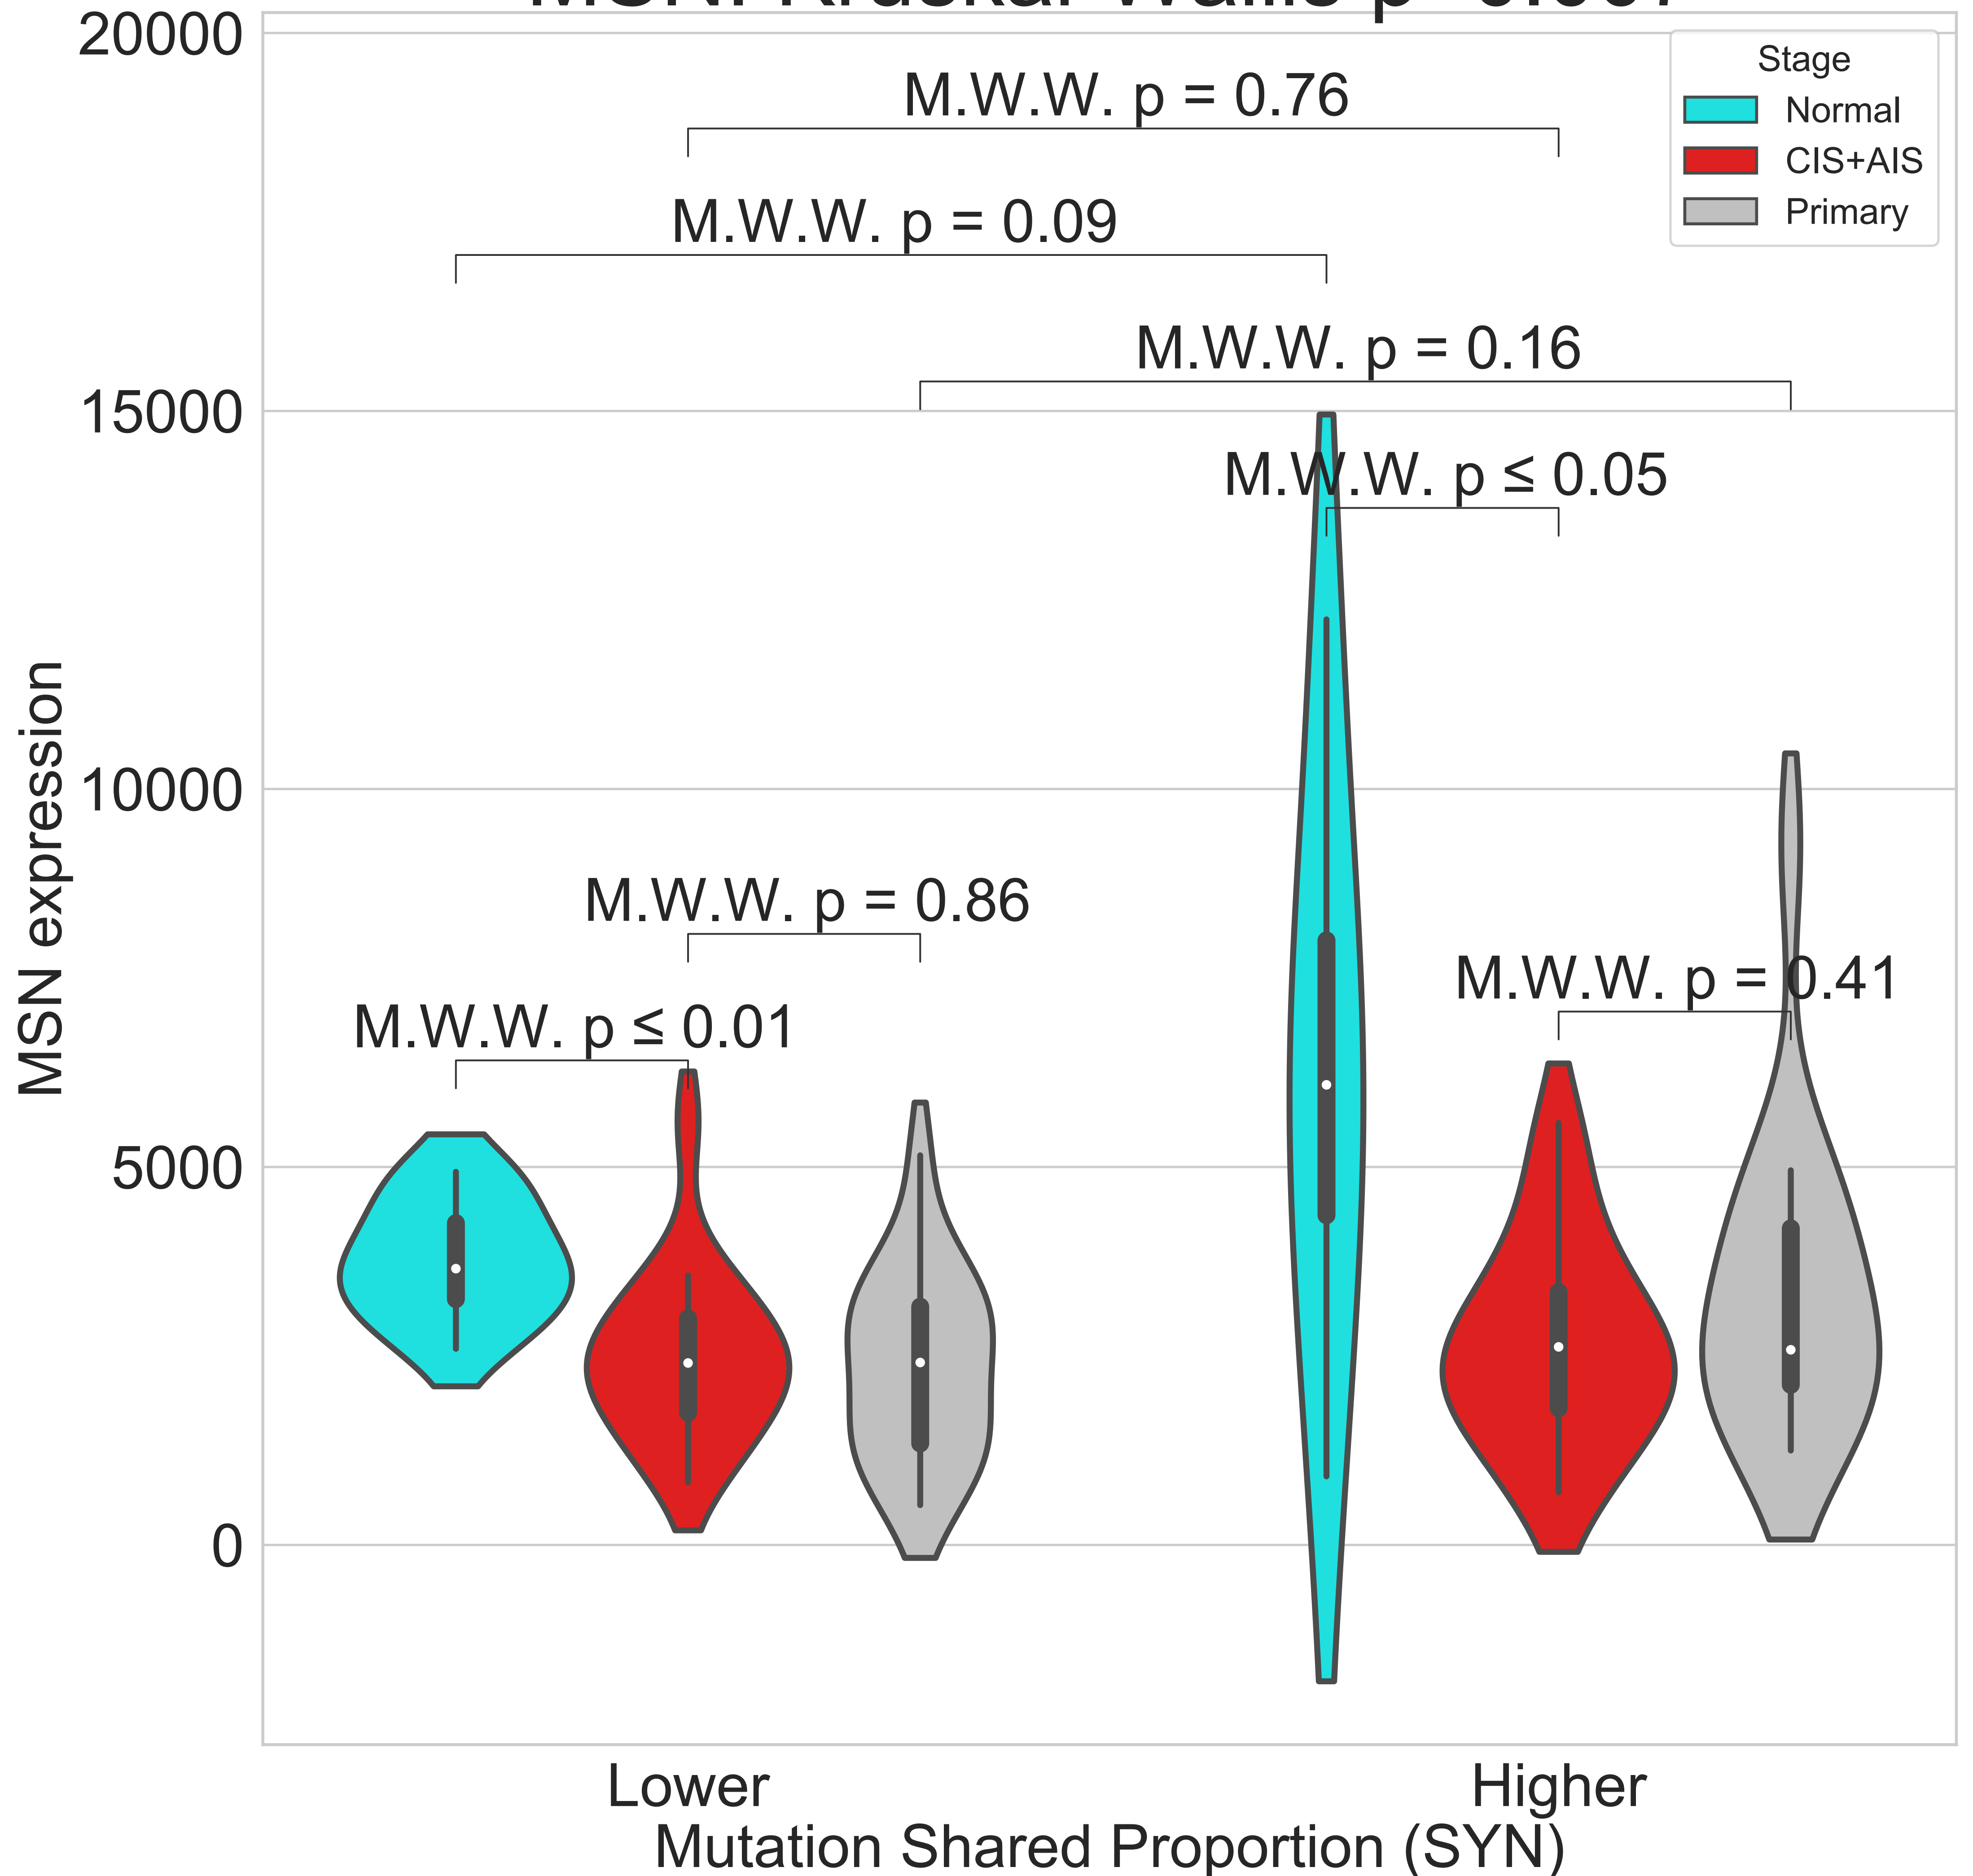 20000
Stage
M.W.W. p = 0.76
Normal
CIS+AIS
M.W.W. p = 0.09
Primary
M.W.W. p = 0.16
15000
M.W.W. p ≤ 0.05
10000
M.W.W. p = 0.86
M.W.W. p = 0.41
M.W.W. p ≤ 0.01
MSN expression
5000
0
Lower
Higher
Mutation Shared Proportion (SYN)